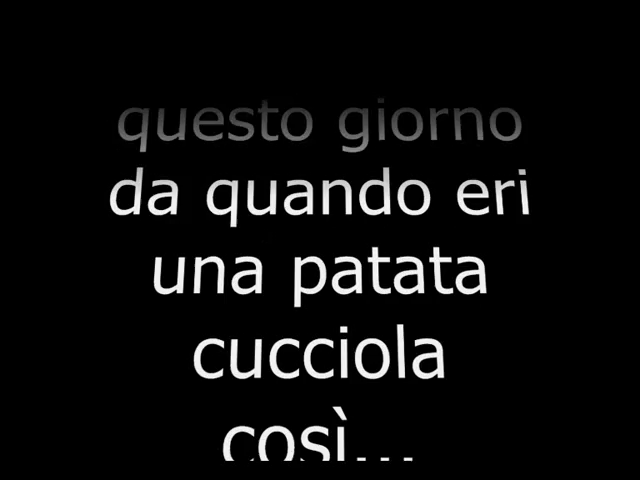 questo giorno
da quando eri
una patata
cucciola
così...